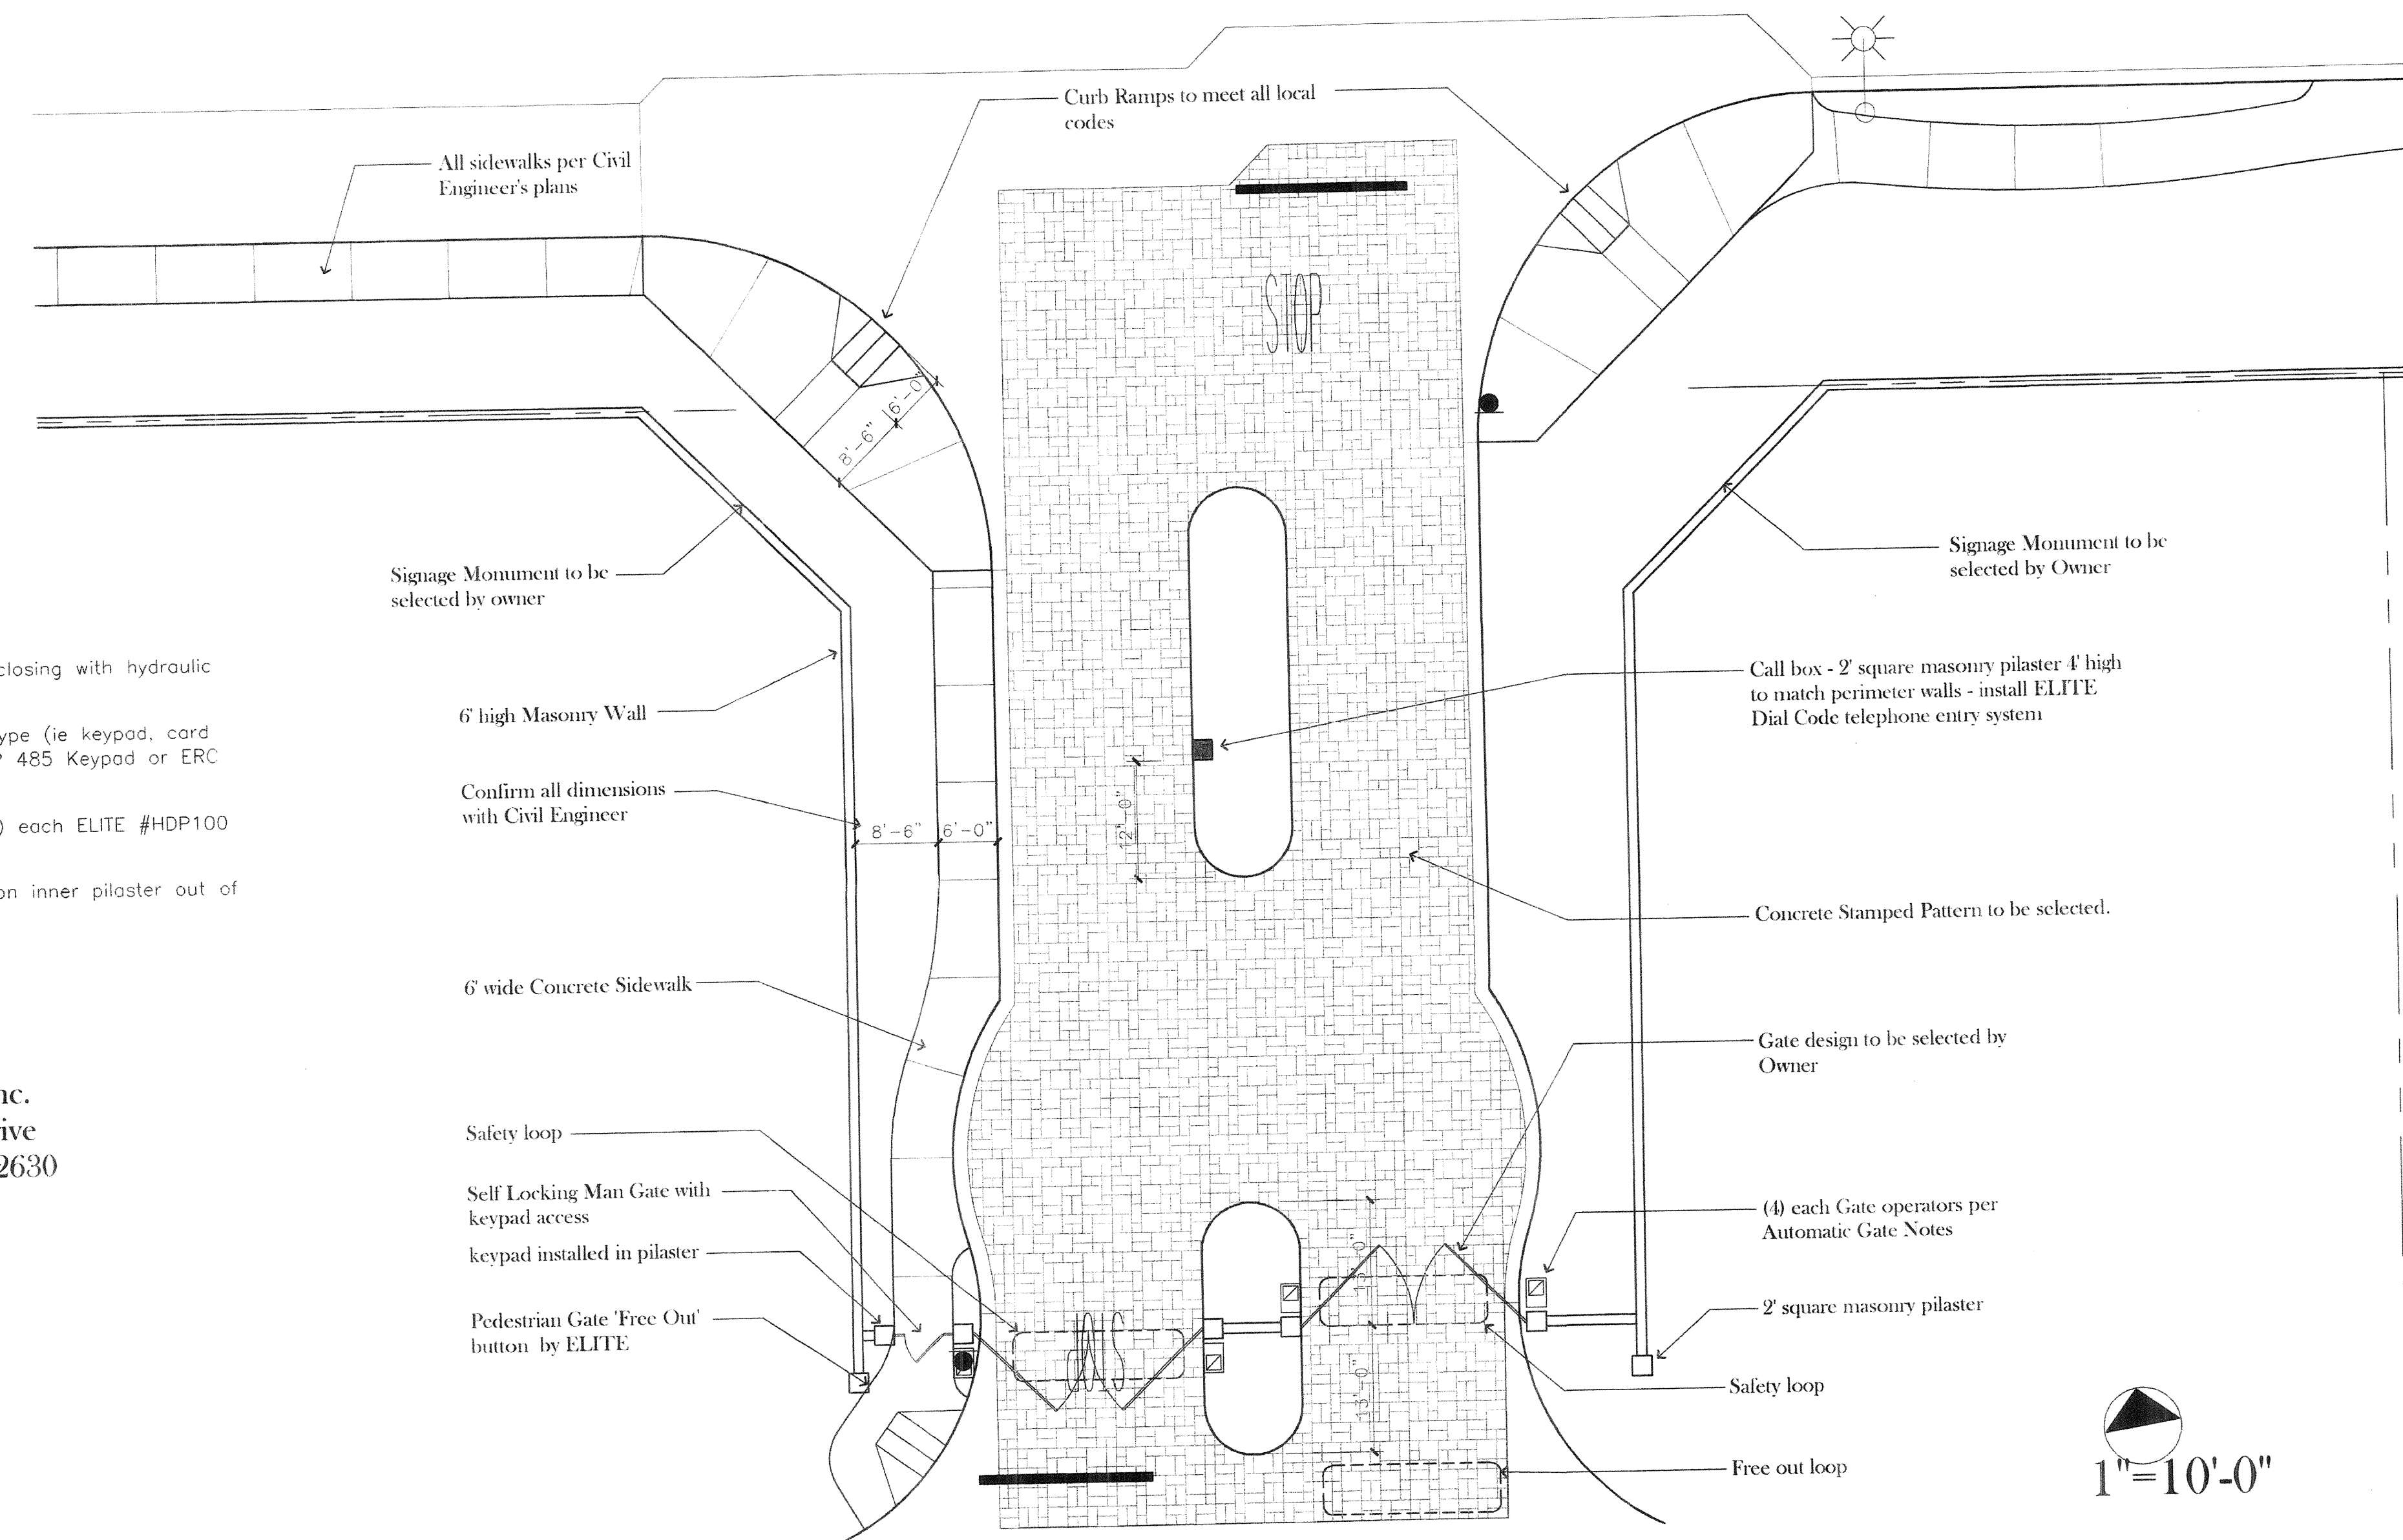 Curb Ramps to meet all local
codes
All sidewalks per Civil
Engineer's plans
STOP
8'-6"
6'-0"
Signage Monument to be
selected by owner
Signage Monument to be
selected by Owner
closing with hydraulic
ype (ie keypad, card
485 Keypad or ERC
) each ELITE #HDP100
on inner pilaster out of
6' high Masonry Wall
Call box - 2' square masonry pilaster 4' high
to match perimeter walls - install ELITE
Dial Code telephone entry system
Confirm all dimensions
with Civil Engineer
8'-6"
6'-0"
12'-0"
Concrete Stamped Pattern to be selected.
6' wide Concrete Sidewalk
Gate design to be selected by
Owner
nc.
rive
2630
Safety loop
Self Locking Man Gate with
keypad access
keypad installed in pilaster
Pedestrian Gate 'Free Out'
button by ELITE
STOP
(4) each Gate operators per
Automatic Gate Notes
2' square masonry pilaster
13'-0"
Safety loop
Free out loop
1"=10'-0"